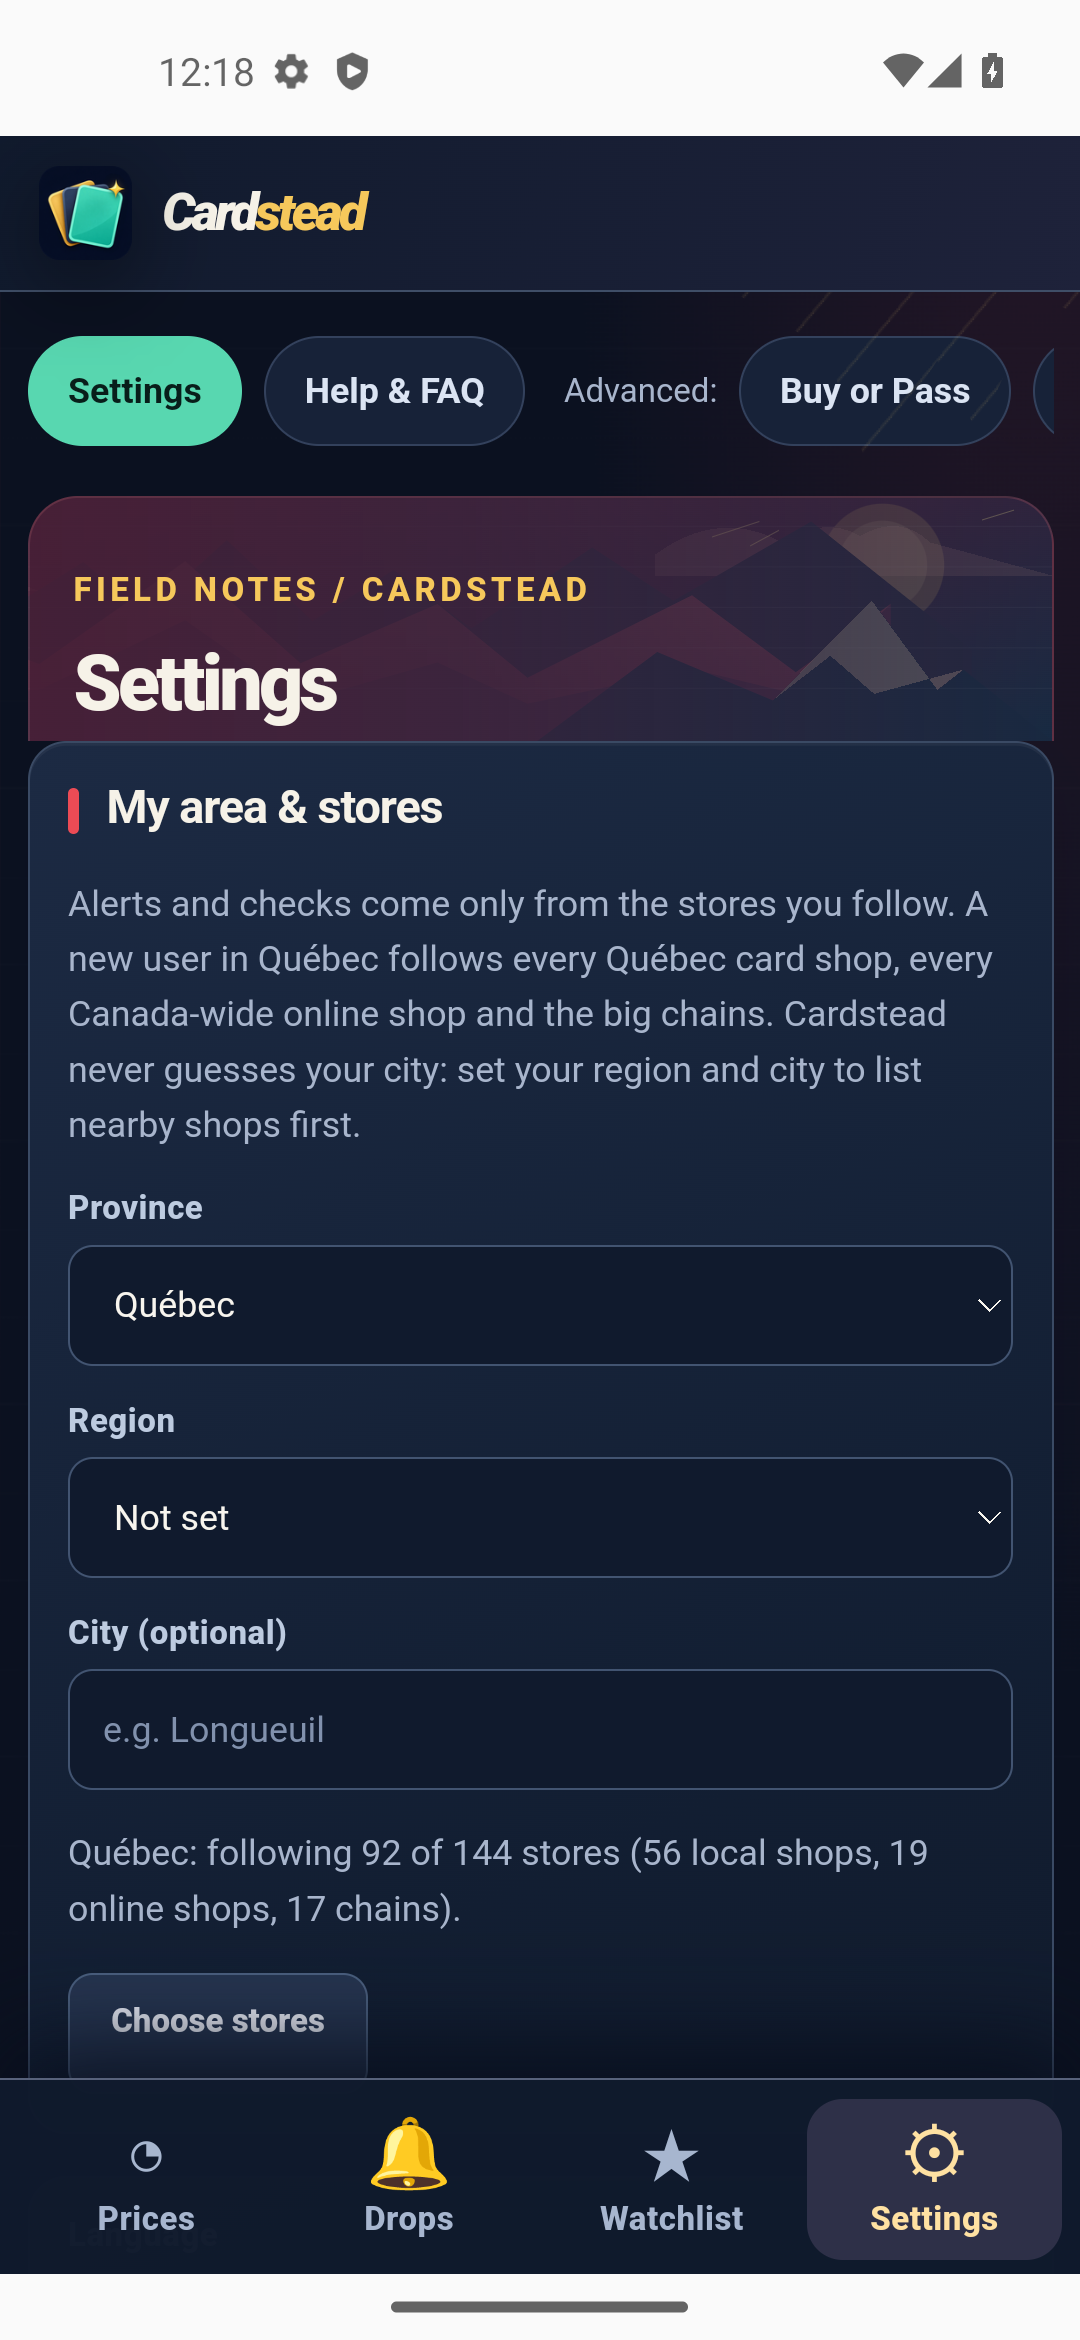 12:18
Cardstead
Settings
Help & FAQ
Advanced:
Buy or Pass
FIELD NOTES / CARDSTEAD
Settings
My area & stores
Alerts and checks come only from the stores you follow. A
new user in Québec follows every Québec card shop, every
Canada-wide online shop and the big chains. Cardstead
never guesses your city: set your region and city to list
nearby shops first.
Province
Québec
Region
Not set
City (optional)
e.g. Longueuil
Québec: following 92 of 144 stores (56 local shops, 19
online shops, 17 chains).
Choose stores
Language
Prices
Drops
Watchlist
Settings